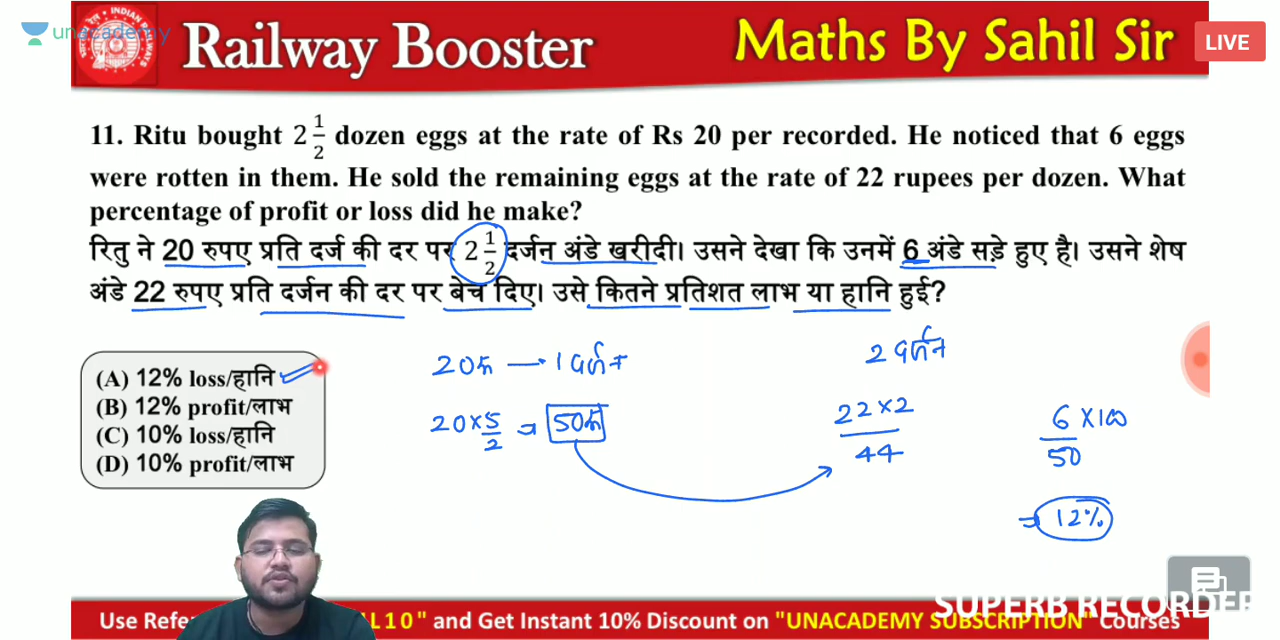 unacademy
Railway Booster
Maths By Sahil Sir
LIVE
11. Ritu bought 2 1/2 dozen eggs at the rate of Rs 20 per recorded. He noticed that 6 eggs
were rotten in them. He sold the remaining eggs at the rate of 22 rupees per dozen. What
percentage of profit or loss did he make?
रितु ने 20 रुपए प्रति दर्ज की दर पर 2 1/2 दर्जन अंडे खरीदी। उसने देखा कि उनमें 6 अंडे सड़े हुए है। उसने शेष
अंडे 22 रुपए प्रति दर्जन की दर पर बेच दिए। उसे कितने प्रतिशत लाभ या हानि हुई?
(A) 12% loss/हानि
(B) 12% profit/लाभ
(C) 10% loss/हानि
(D) 10% profit/लाभ
20रु — 1 दर्जन
20 × 5/2 ⇒ 50रु
2 दर्जन
22 × 2
44
6 × 100
50
⇒ 12%
SUPERB RECORDER
Use Refer L10" and Get Instant 10% Discount on "UNACADEMY SUBSCRIPTION" Courses